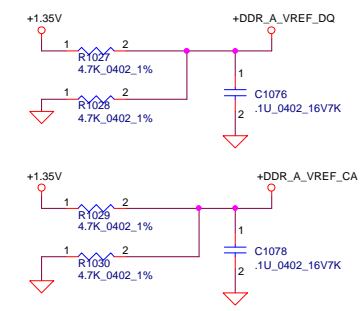 +1.35V
+DDR_A_VREF_DQ
1 2
R1027
4.7K_0402_1%
1 2
R1028
4.7K_0402_1%
1
C1076
.1U_0402_16V7K
2
+1.35V
+DDR_A_VREF_CA
1 2
R1029
4.7K_0402_1%
1 2
R1030
4.7K_0402_1%
1
C1078
.1U_0402_16V7K
2